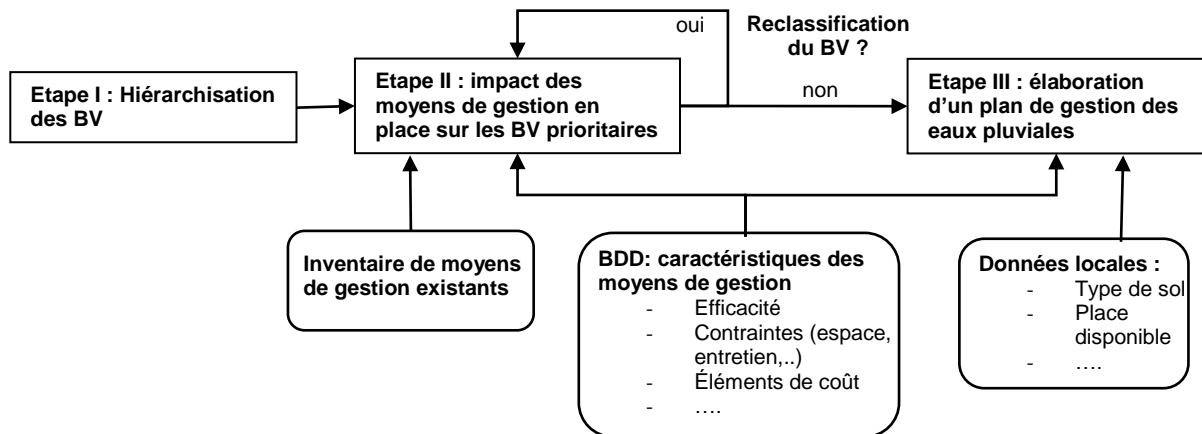 oui
Reclassification
du BV ?
non
Etape I : Hiérarchisation
des BV
Etape II : impact des
moyens de gestion en
place sur les BV prioritaires
Etape III : élaboration
d’un plan de gestion des
eaux pluviales
Inventaire de moyens
de gestion existants
BDD: caractéristiques des
moyens de gestion
- Efficacité
- Contraintes (espace,
entretien,..)
- Éléments de coût
- ….
Données locales :
- Type de sol
- Place
disponible
- ….